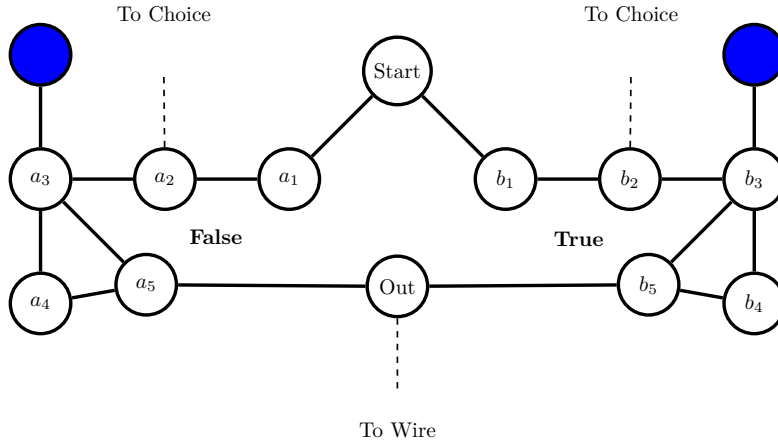 To Choice
To Choice
Start
a₃
a₂
a₁
b₁
b₂
b₃
False
True
a₄
a₅
Out
b₅
b₄
To Wire